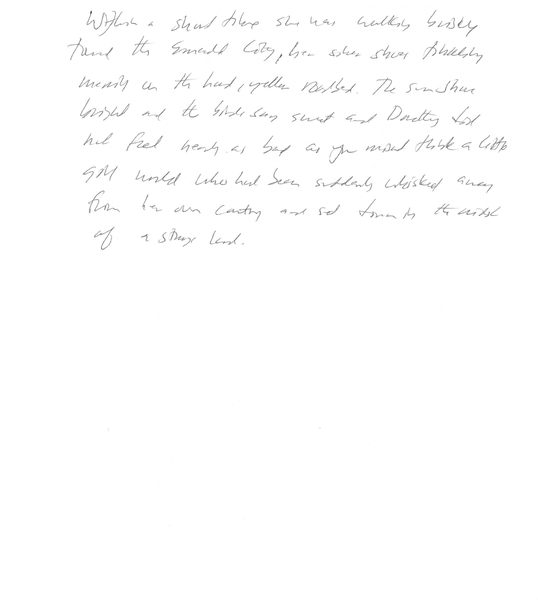 Within a short time she was walking briskly
toward the Emerald City, her silver shoes tinkling
merrily on the hard, yellow roadbed. The sun shone
bright and the birds sang sweet and Dorothy did
not feel nearly as bad as you might think a little
girl would who had been suddenly whisked away
from her own country and set down in the midst
of a strange land.